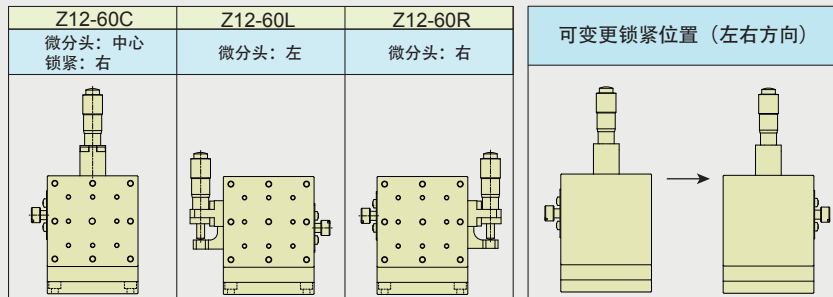 Z12-60C
Z12-60L
Z12-60R
微分头：中心
锁紧：右
微分头：左
微分头：右
可变更锁紧位置（左右方向）